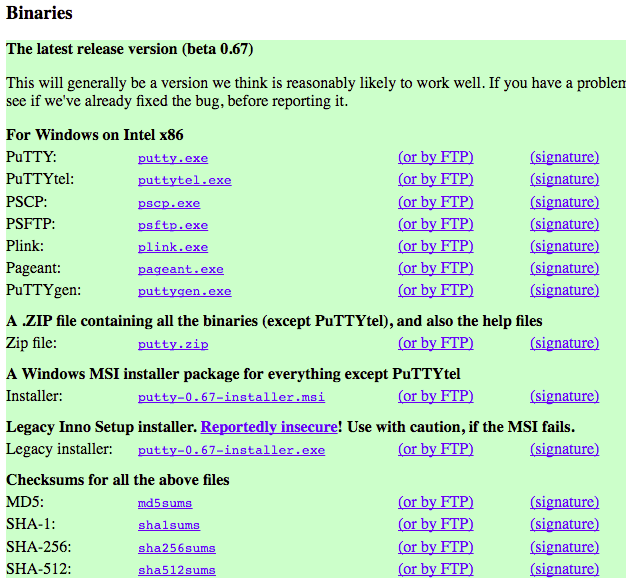 Binaries
The latest release version (beta 0.67)
This will generally be a version we think is reasonably likely to work well. If you have a problem
see if we've already fixed the bug, before reporting it.
For Windows on Intel x86
PuTTY: putty.exe (or by FTP) (signature)
PuTTYtel: puttytel.exe (or by FTP) (signature)
PSCP: pscp.exe (or by FTP) (signature)
PSFTP: psftp.exe (or by FTP) (signature)
Plink: plink.exe (or by FTP) (signature)
Pageant: pageant.exe (or by FTP) (signature)
PuTTYgen: puttygen.exe (or by FTP) (signature)
A .ZIP file containing all the binaries (except PuTTYtel), and also the help files
Zip file: putty.zip (or by FTP) (signature)
A Windows MSI installer package for everything except PuTTYtel
Installer: putty-0.67-installer.msi (or by FTP) (signature)
Legacy Inno Setup installer. Reportedly insecure! Use with caution, if the MSI fails.
Legacy installer: putty-0.67-installer.exe (or by FTP) (signature)
Checksums for all the above files
MD5: md5sums (or by FTP) (signature)
SHA-1: sha1sums (or by FTP) (signature)
SHA-256: sha256sums (or by FTP) (signature)
SHA-512: sha512sums (or by FTP) (signature)